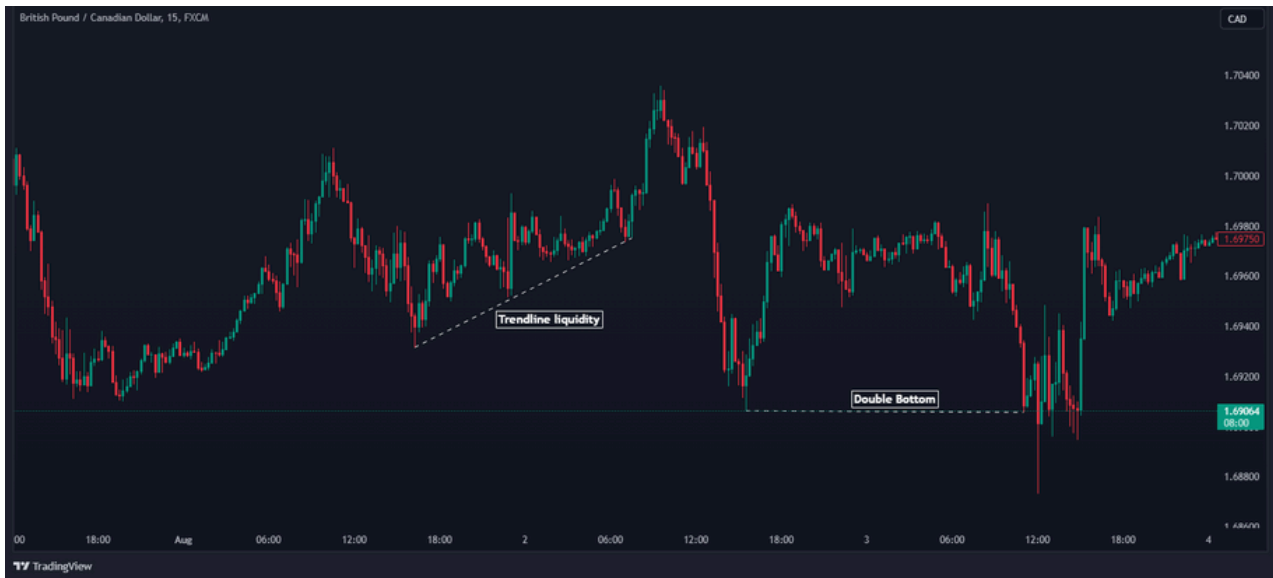 British Pound / Canadian Dollar, 15, FXCM
CAD
1.70400
1.70200
1.70000
1.69800
1.69750
1.69600
1.69400
1.69200
1.69064
08:00
1.68800
1.68600
Trendline liquidity
Double Bottom
00 18:00 Aug 06:00 12:00 18:00 2 06:00 12:00 18:00 3 06:00 12:00 18:00 4
TradingView